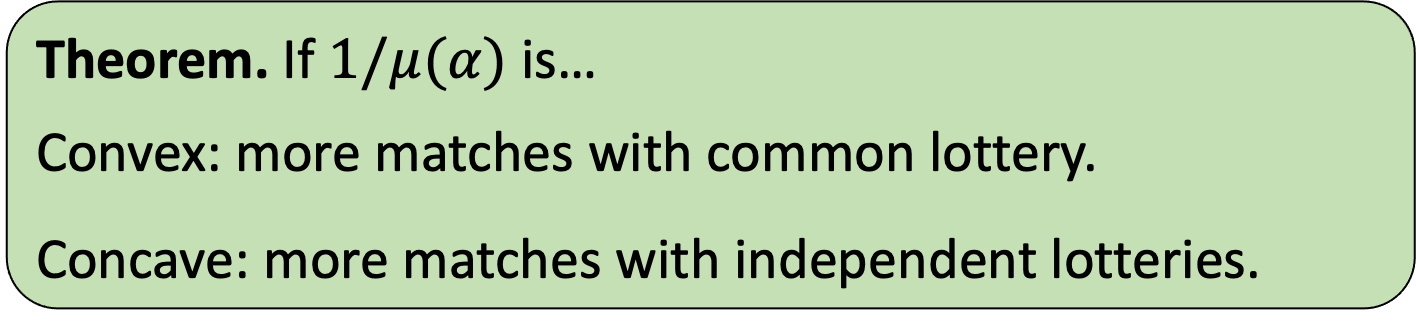 Theorem. If 1/μ(α) is…
Convex: more matches with common lottery.
Concave: more matches with independent lotteries.